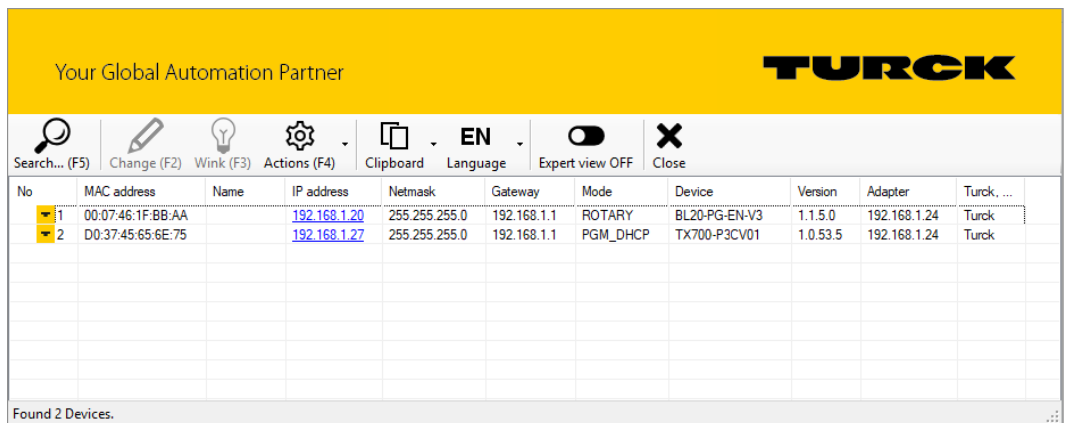 Your Global Automation Partner
TURCK
Search... (F5) Change (F2) Wink (F3) Actions (F4) Clipboard EN Language Expert view OFF Close
No MAC address Name IP address Netmask Gateway Mode Device Version Adapter Turck, ...
1 00:07:46:1F:BB:AA 192.168.1.20 255.255.255.0 192.168.1.1 ROTARY BL20-PG-EN-V3 1.1.5.0 192.168.1.24 Turck
2 D0:37:45:65:6E:75 192.168.1.27 255.255.255.0 192.168.1.1 PGM_DHCP TX700-P3CV01 1.0.53.5 192.168.1.24 Turck
Found 2 Devices.